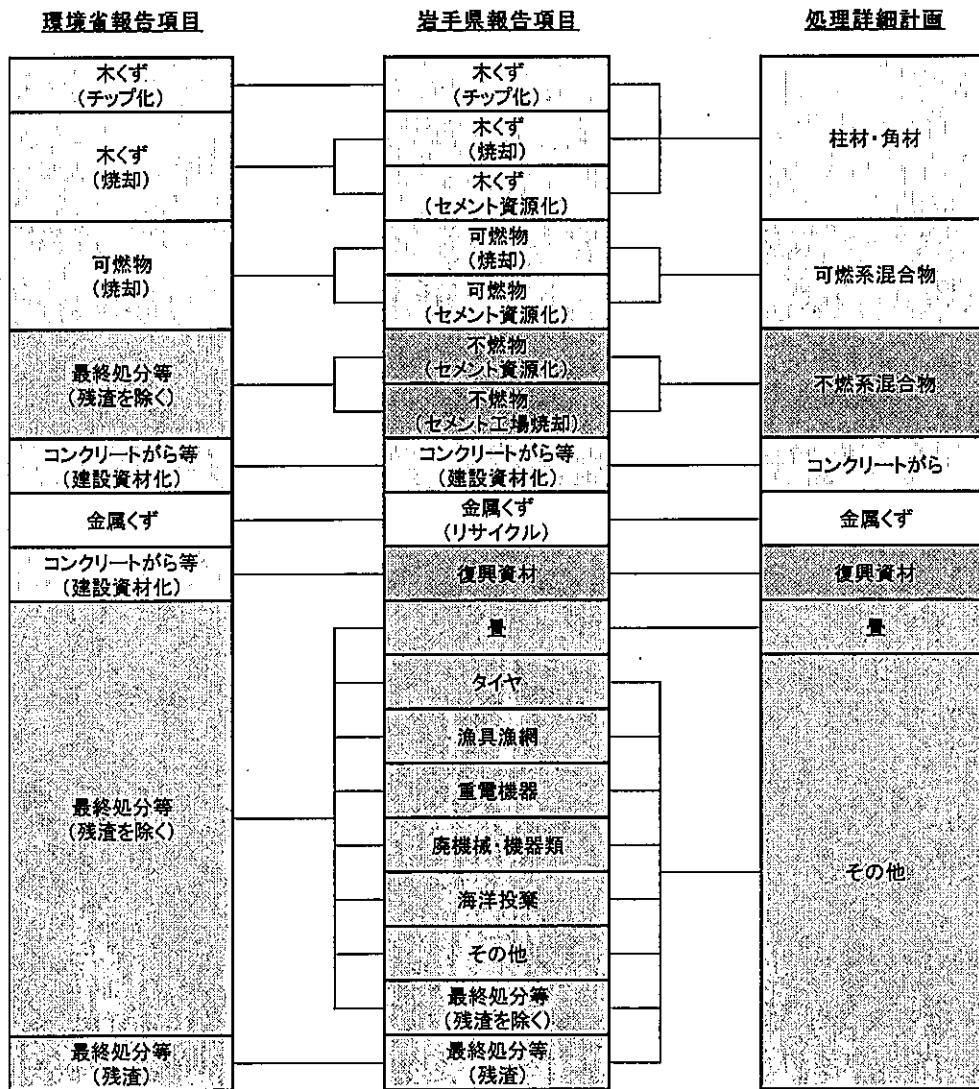 環境省報告項目
木くず
(チップ化)
木くず
(焼却)
可燃物
(焼却)
最終処分等
(残渣を除く)
コンクリートがら等
(建設資材化)
金属くず
コンクリートがら等
(建設資材化)
最終処分等
(残渣を除く)
最終処分等
(残渣)
岩手県報告項目
木くず
(チップ化)
木くず
(焼却)
木くず
(セメント資源化)
可燃物
(焼却)
可燃物
(セメント資源化)
不燃物
(セメント資源化)
不燃物
(セメント工場焼却)
コンクリートがら等
(建設資材化)
金属くず
(リサイクル)
復興資材
畳
タイヤ
漁具漁網
重電機器
廃機械・機器類
海洋投棄
その他
最終処分等
(残渣を除く)
最終処分等
(残渣)
処理詳細計画
柱材・角材
可燃系混合物
不燃系混合物
コンクリートがら
金属くず
復興資材
畳
その他